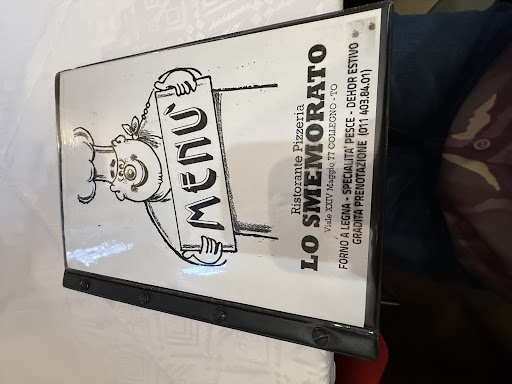 MENU'
Ristorante Pizzeria
LO SMEMORATO
Viale XXIV Maggio, 77 COLLEGNO - TO
FORNO A LEGNA - SPECIALITA' PESCE - DEHOR ESTIVO
GRADITA PRENOTAZIONE (011 403.84.01)